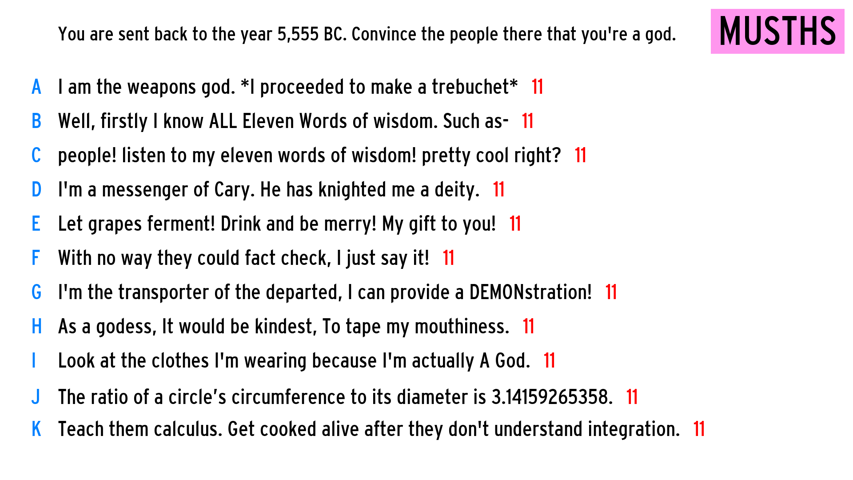 You are sent back to the year 5,555 BC. Convince the people there that you're a god.
MUSTHS
A I am the weapons god. *I proceeded to make a trebuchet* 11
B Well, firstly I know ALL Eleven Words of wisdom. Such as- 11
C people! listen to my eleven words of wisdom! pretty cool right? 11
D I'm a messenger of Cary. He has knighted me a deity. 11
E Let grapes ferment! Drink and be merry! My gift to you! 11
F With no way they could fact check, I just say it! 11
G I'm the transporter of the departed, I can provide a DEMONstration! 11
H As a godess, It would be kindest, To tape my mouthiness. 11
I Look at the clothes I'm wearing because I'm actually A God. 11
J The ratio of a circle’s circumference to its diameter is 3.14159265358. 11
K Teach them calculus. Get cooked alive after they don't understand integration. 11